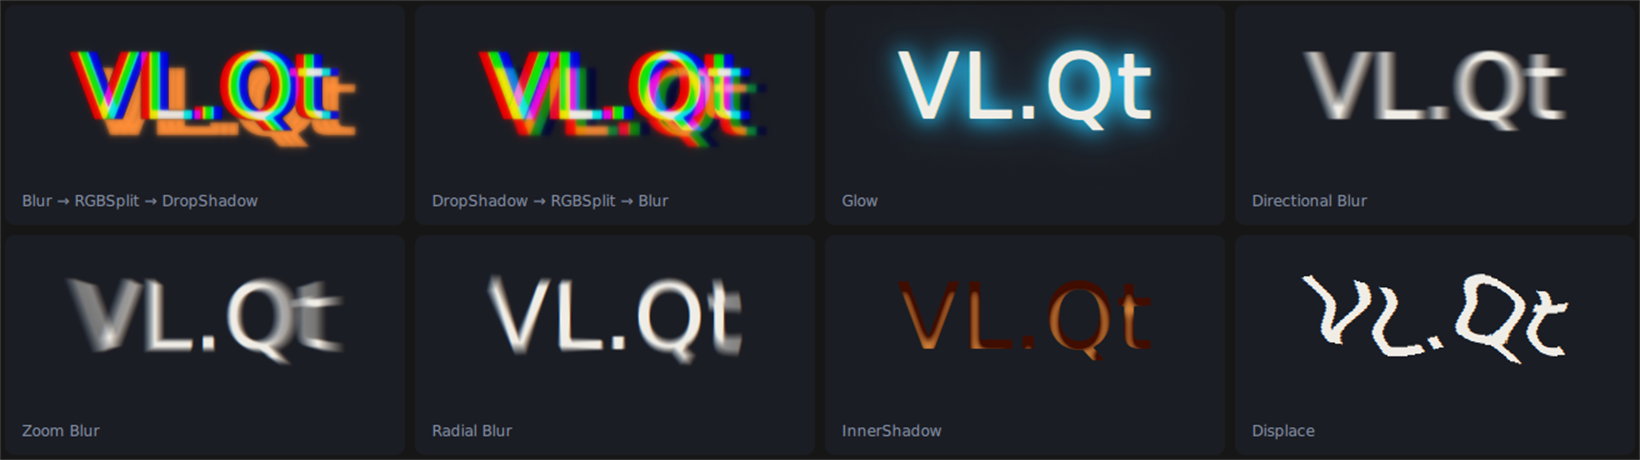 VL.Qt
Blur → RGBSplit → DropShadow
VL.Qt
DropShadow → RGBSplit → Blur
VL.Qt
Glow
VL.Qt
Directional Blur
VL.Qt
Zoom Blur
VL.Qt
Radial Blur
VL.Qt
InnerShadow
VL.Qt
Displace